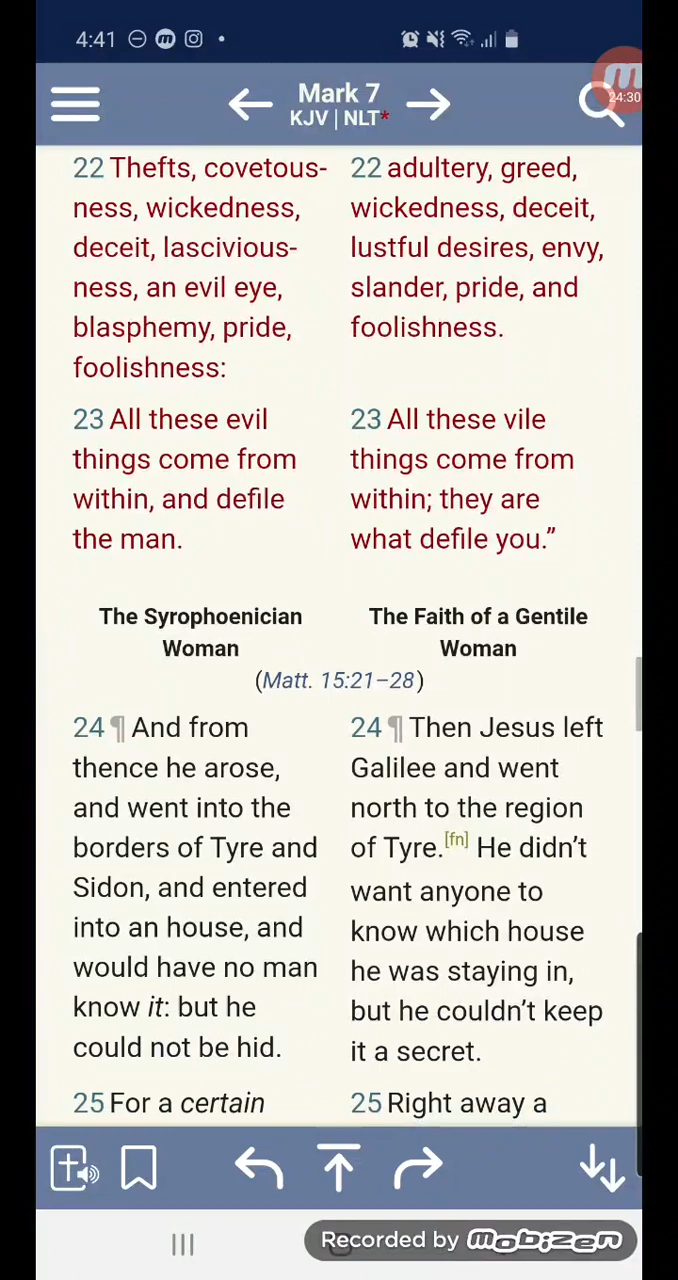 4:41
Mark 7
KJV | NLT*
24:30
22 Thefts, covetous-
ness, wickedness,
deceit, lascivious-
ness, an evil eye,
blasphemy, pride,
foolishness:
22 adultery, greed,
wickedness, deceit,
lustful desires, envy,
slander, pride, and
foolishness.
23 All these evil
things come from
within, and defile
the man.
23 All these vile
things come from
within; they are
what defile you.”
The Syrophoenician
Woman
The Faith of a Gentile
Woman
(Matt. 15:21–28)
24 ¶ And from
thence he arose,
and went into the
borders of Tyre and
Sidon, and entered
into an house, and
would have no man
know it: but he
could not be hid.
24 ¶ Then Jesus left
Galilee and went
north to the region
of Tyre.[fn] He didn’t
want anyone to
know which house
he was staying in,
but he couldn’t keep
it a secret.
25 For a certain
25 Right away a
Recorded by mobizen